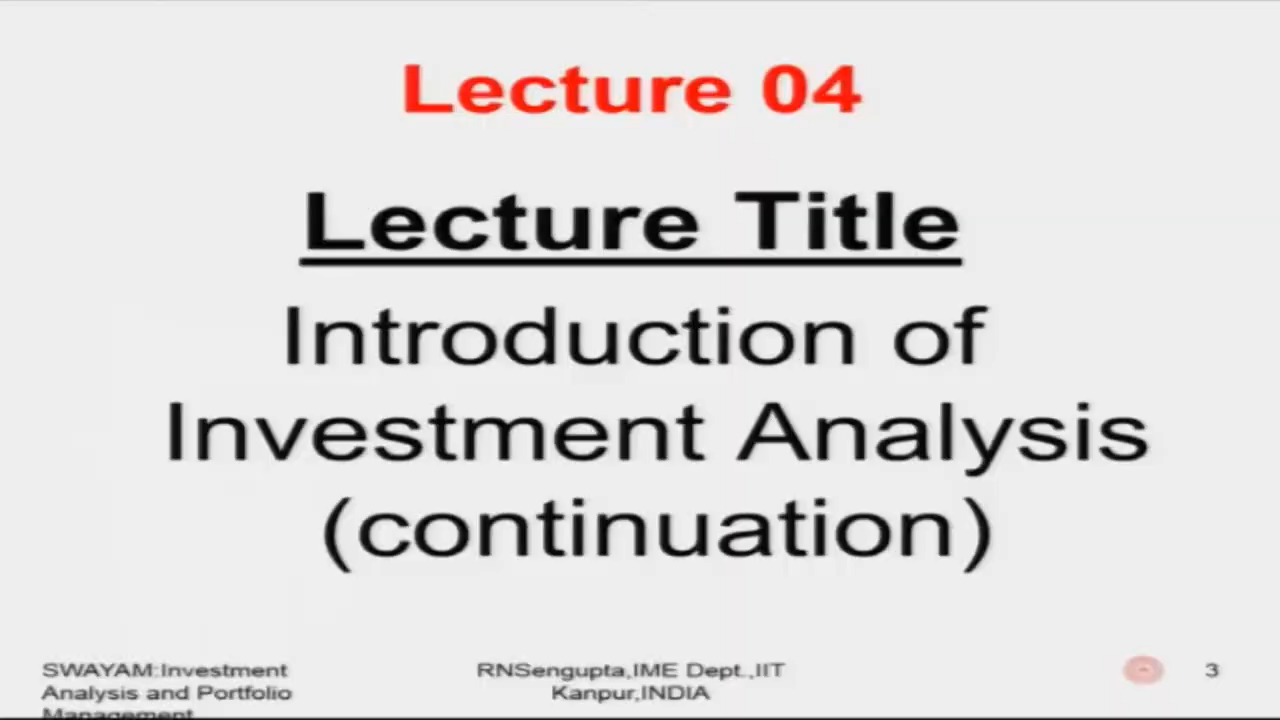 Lecture 04
Lecture Title
Introduction of
Investment Analysis
(continuation)
SWAYAM:Investment
Analysis and Portfolio
Management
RNSengupta,IME Dept.,IIT
Kanpur,INDIA
3